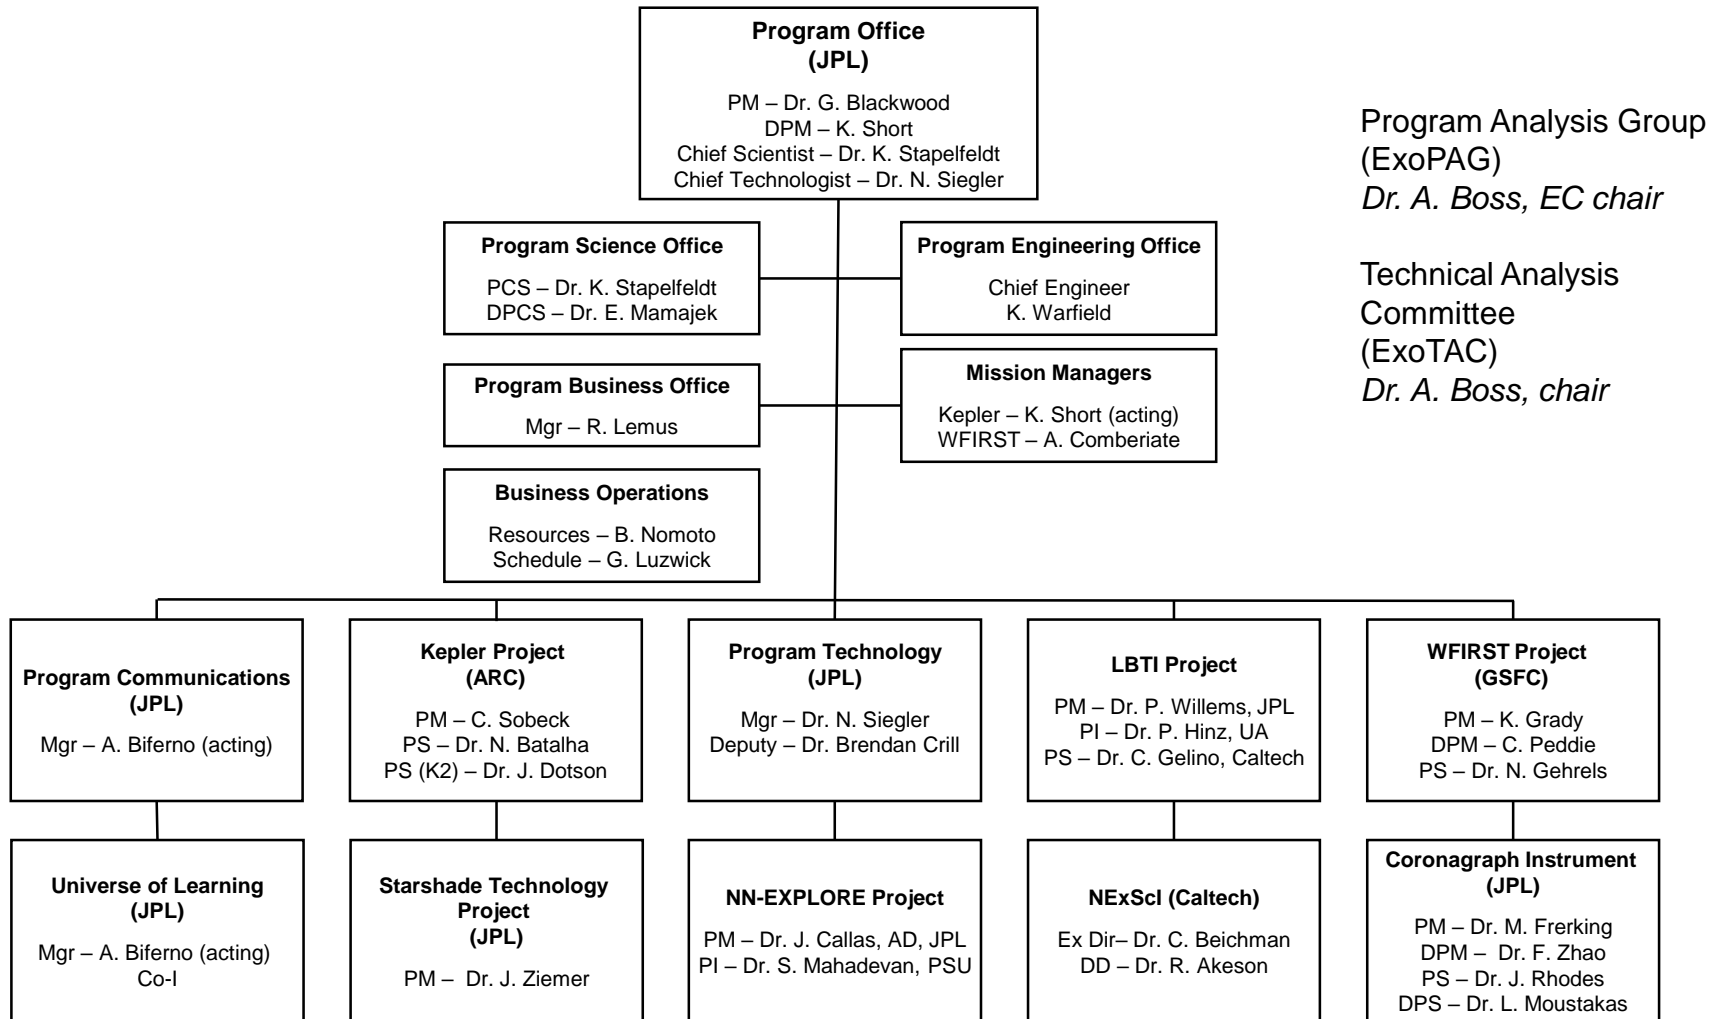 Program Office
(JPL)
PM – Dr. G. Blackwood
DPM – K. Short
Chief Scientist – Dr. K. Stapelfeldt
Chief Technologist – Dr. N. Siegler
Program Analysis Group
(ExoPAG)
Dr. A. Boss, EC chair
Technical Analysis
Committee
(ExoTAC)
Dr. A. Boss, chair
Program Science Office
PCS – Dr. K. Stapelfeldt
DPCS – Dr. E. Mamajek
Program Engineering Office
Chief Engineer
K. Warfield
Program Business Office
Mgr – R. Lemus
Mission Managers
Kepler – K. Short (acting)
WFIRST – A. Comberiate
Business Operations
Resources – B. Nomoto
Schedule – G. Luzwick
Program Communications
(JPL)
Mgr – A. Biferno (acting)
Kepler Project
(ARC)
PM – C. Sobeck
PS – Dr. N. Batalha
PS (K2) – Dr. J. Dotson
Program Technology
(JPL)
Mgr – Dr. N. Siegler
Deputy – Dr. Brendan Crill
LBTI Project
PM – Dr. P. Willems, JPL
PI – Dr. P. Hinz, UA
PS – Dr. C. Gelino, Caltech
WFIRST Project
(GSFC)
PM – K. Grady
DPM – C. Peddie
PS – Dr. N. Gehrels
Universe of Learning
(JPL)
Mgr – A. Biferno (acting)
Co-I
Starshade Technology
Project
(JPL)
PM – Dr. J. Ziemer
NN-EXPLORE Project
PM – Dr. J. Callas, AD, JPL
PI – Dr. S. Mahadevan, PSU
NExScI (Caltech)
Ex Dir– Dr. C. Beichman
DD – Dr. R. Akeson
Coronagraph Instrument
(JPL)
PM – Dr. M. Frerking
DPM – Dr. F. Zhao
PS – Dr. J. Rhodes
DPS – Dr. L. Moustakas